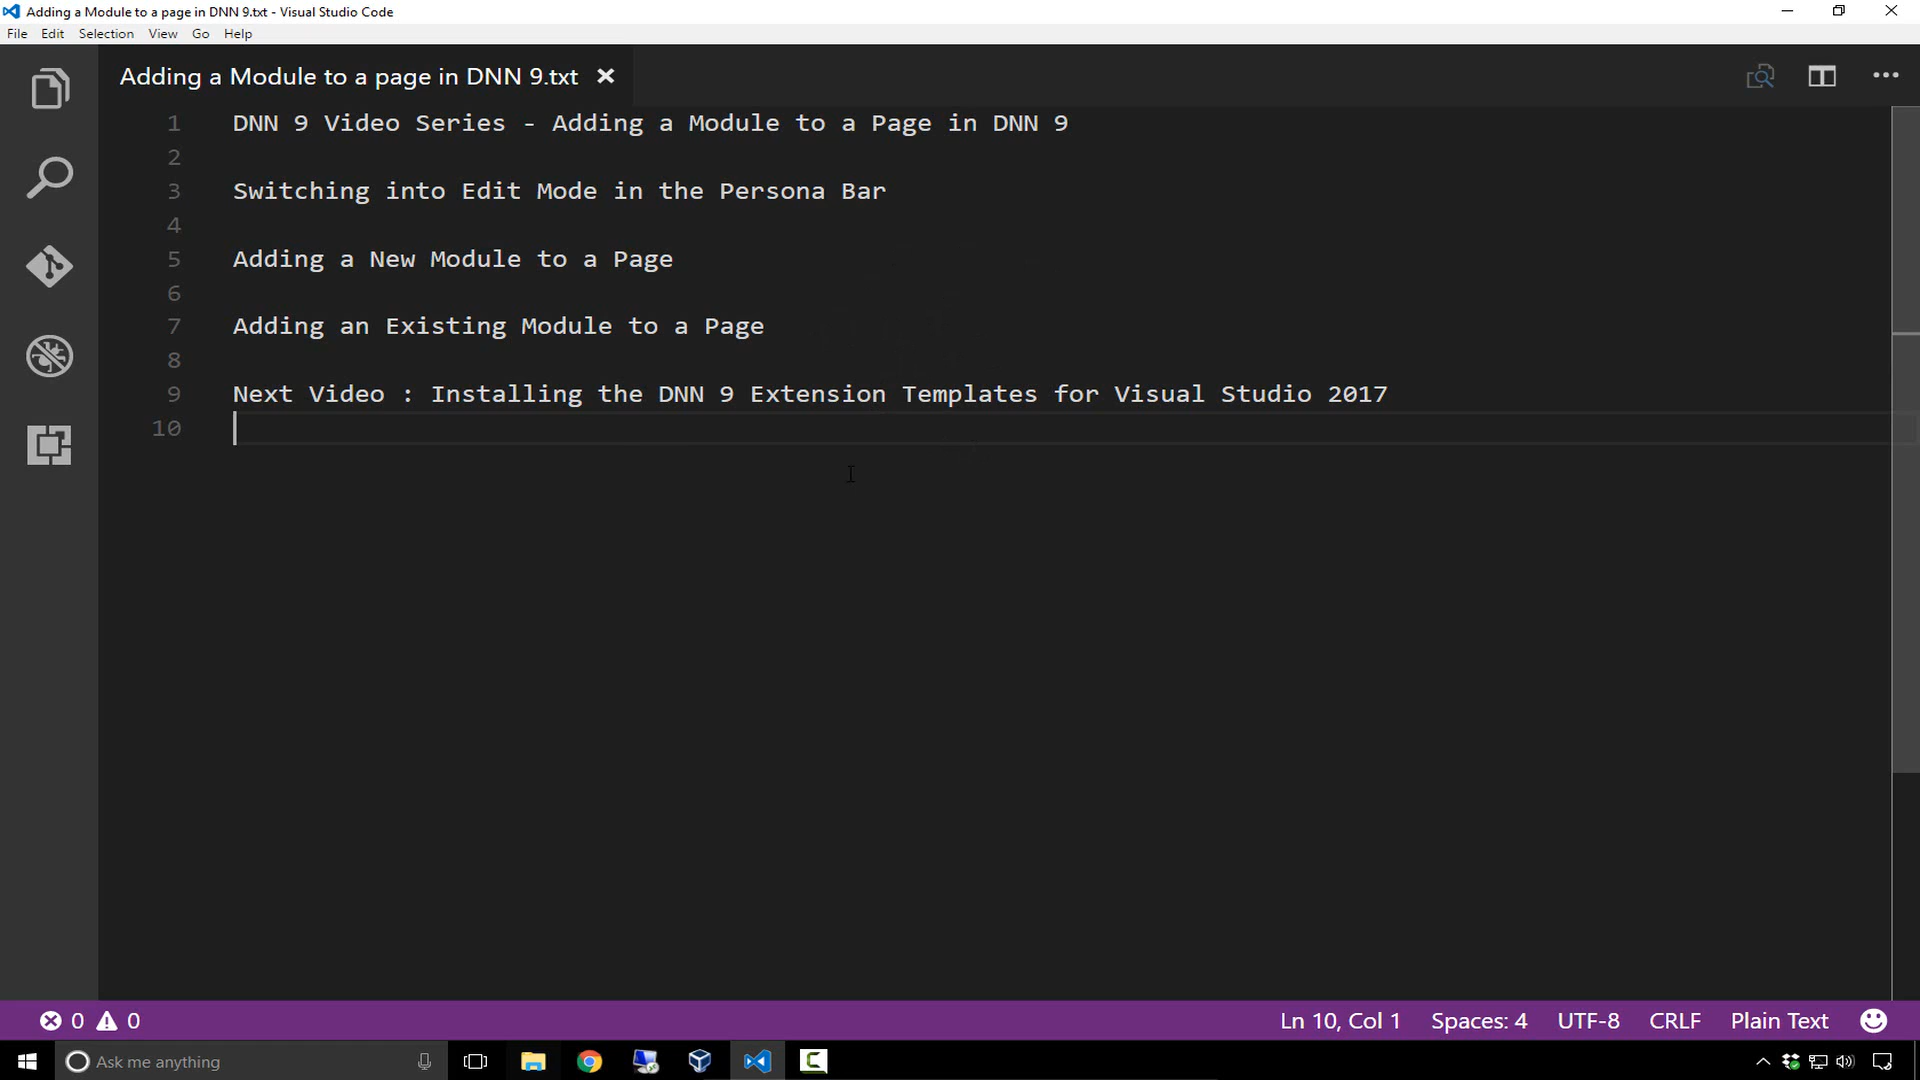 Adding a Module to a page in DNN 9.txt - Visual Studio Code
File Edit Selection View Go Help
Adding a Module to a page in DNN 9.txt
1 DNN 9 Video Series - Adding a Module to a Page in DNN 9
2
3 Switching into Edit Mode in the Persona Bar
4
5 Adding a New Module to a Page
6
7 Adding an Existing Module to a Page
8
9 Next Video : Installing the DNN 9 Extension Templates for Visual Studio 2017
10
0 0 Ln 10, Col 1 Spaces: 4 UTF-8 CRLF Plain Text
Ask me anything